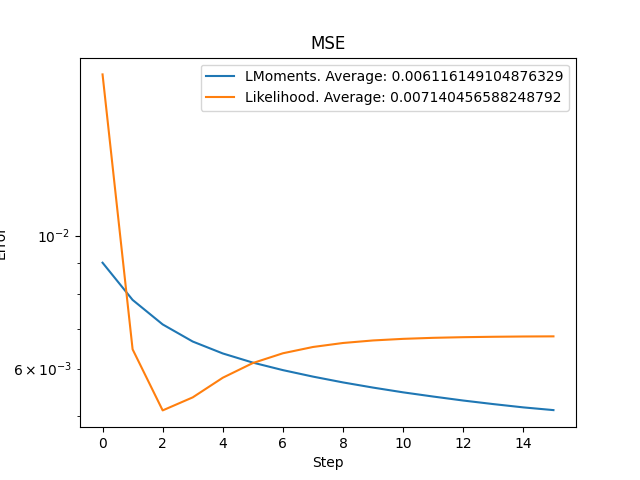 MSE
LMoments. Average: 0.006116149104876329
Likelihood. Average: 0.007140456588248792
10⁻²
6 × 10⁻³
Error
0 2 4 6 8 10 12 14
Step